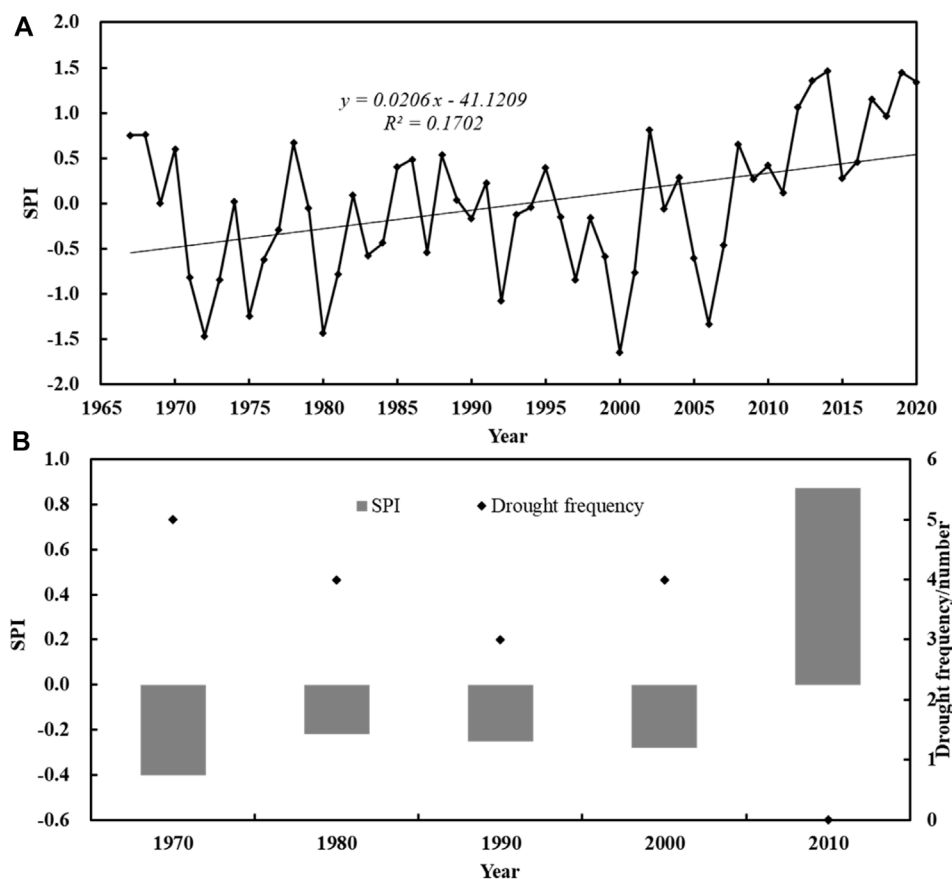 A
2.0
1.5
1.0
0.5
0.0
-0.5
-1.0
-1.5
-2.0
SPI
y = 0.0206x - 41.1209
R² = 0.1702
1965 1970 1975 1980 1985 1990 1995 2000 2005 2010 2015 2020
Year
B
1.0
0.8
0.6
0.4
0.2
0.0
-0.2
-0.4
-0.6
SPI
SPI Drought frequency
6
5
4
3
2
1
0
Drought frequency/number
1970 1980 1990 2000 2010
Year